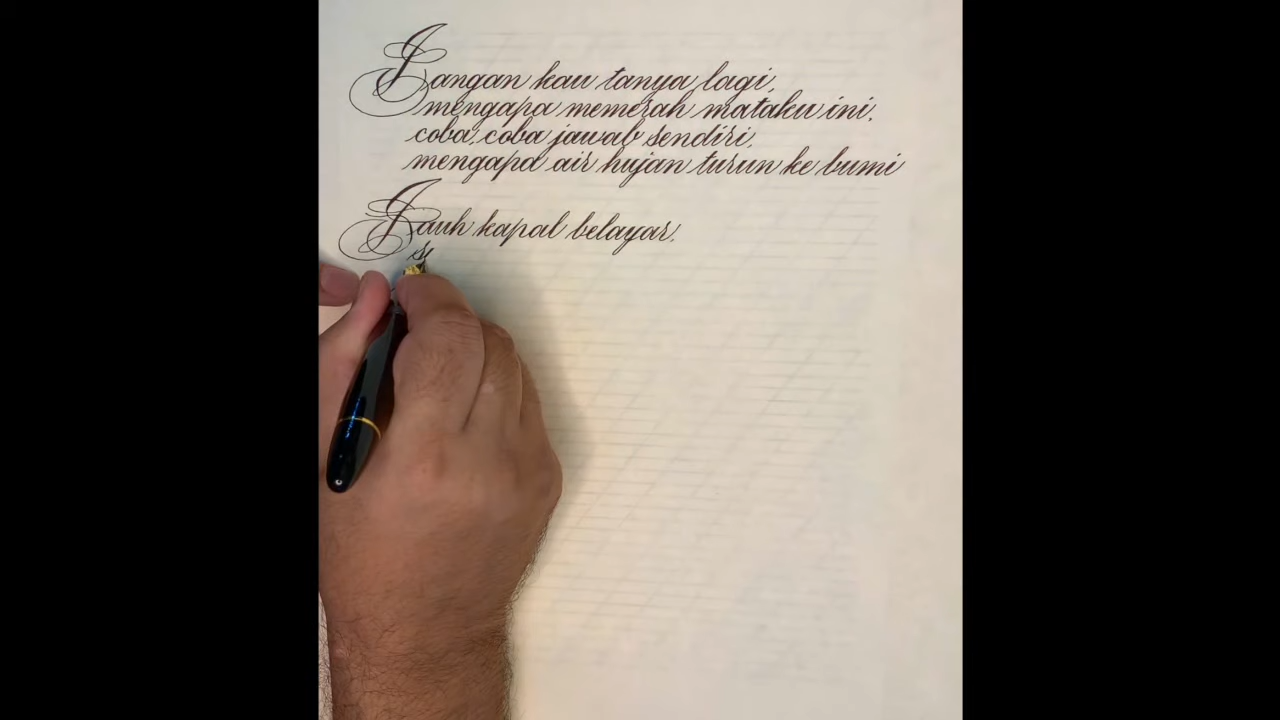 Jangan kau tanya lagi,
mengapa memerah mataku ini,
coba, coba jawab sendiri,
mengapa air hujan turun ke bumi
Jauh kapal belayar,
s